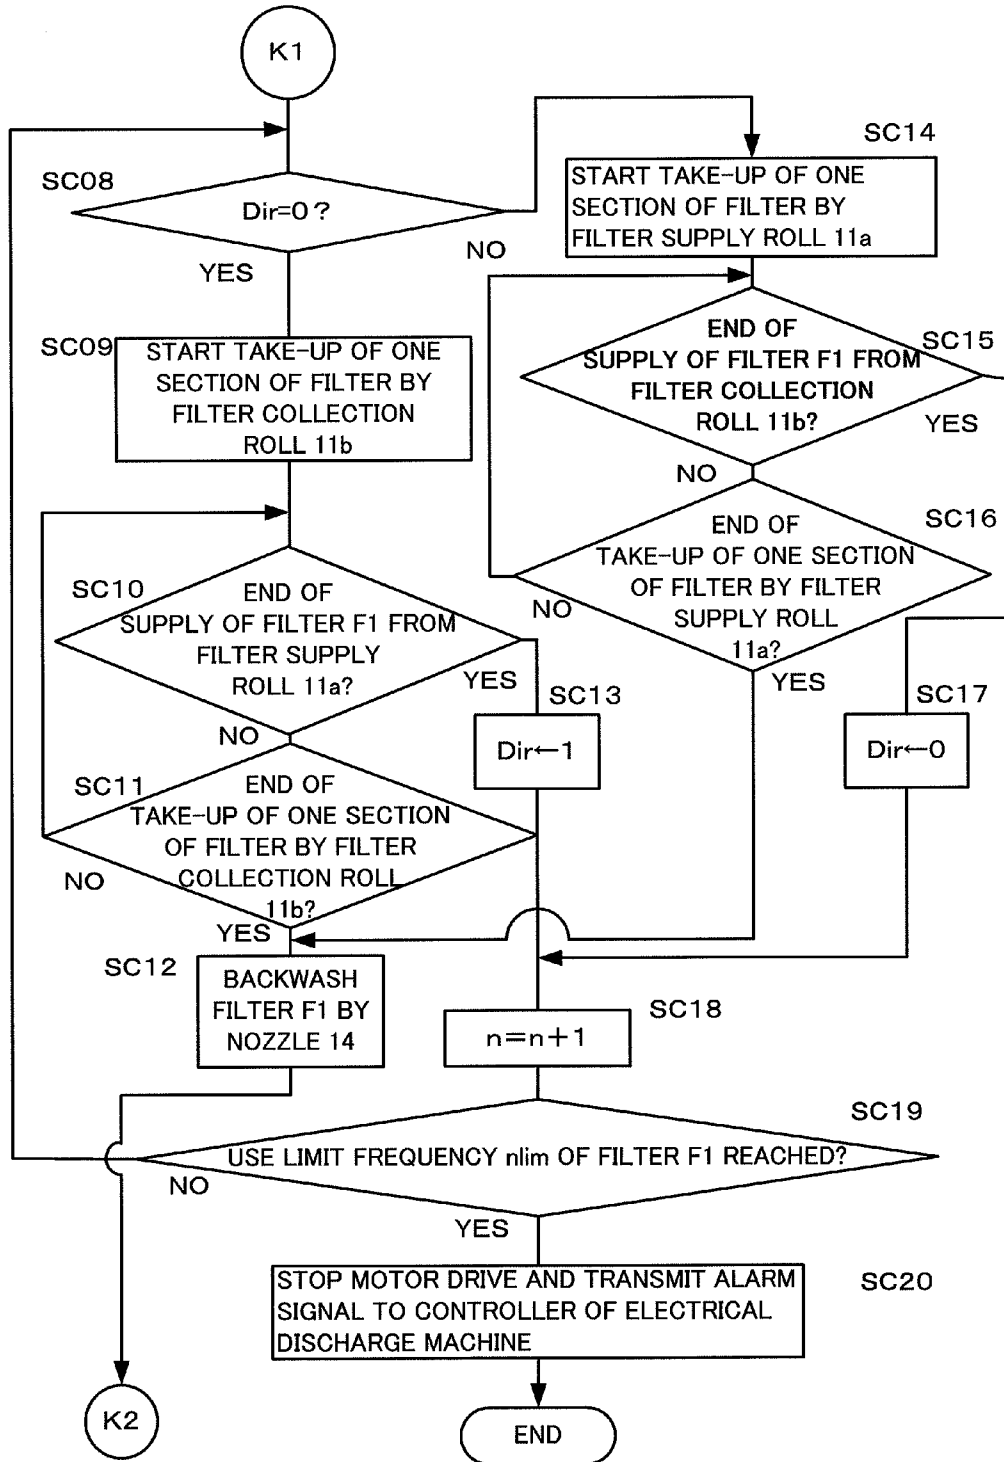 K1
SC08
Dir=0?
NO
YES
SC09
START TAKE-UP OF ONE
SECTION OF FILTER BY
FILTER COLLECTION
ROLL 11b
SC10
END OF
SUPPLY OF FILTER F1 FROM
FILTER SUPPLY
ROLL 11a?
YES
NO
SC13
Dir←1
SC11
END OF
TAKE-UP OF ONE SECTION
OF FILTER BY FILTER
COLLECTION ROLL
11b?
NO
YES
SC12
BACKWASH
FILTER F1 BY
NOZZLE 14
SC14
START TAKE-UP OF ONE
SECTION OF FILTER BY
FILTER SUPPLY ROLL 11a
SC15
END OF
SUPPLY OF FILTER F1 FROM
FILTER COLLECTION
ROLL 11b?
YES
NO
SC16
END OF
TAKE-UP OF ONE SECTION
OF FILTER BY FILTER
SUPPLY ROLL
11a?
NO
YES
SC17
Dir←0
SC18
n=n+1
SC19
USE LIMIT FREQUENCY nlim OF FILTER F1 REACHED?
NO
YES
SC20
STOP MOTOR DRIVE AND TRANSMIT ALARM
SIGNAL TO CONTROLLER OF ELECTRICAL
DISCHARGE MACHINE
K2
END